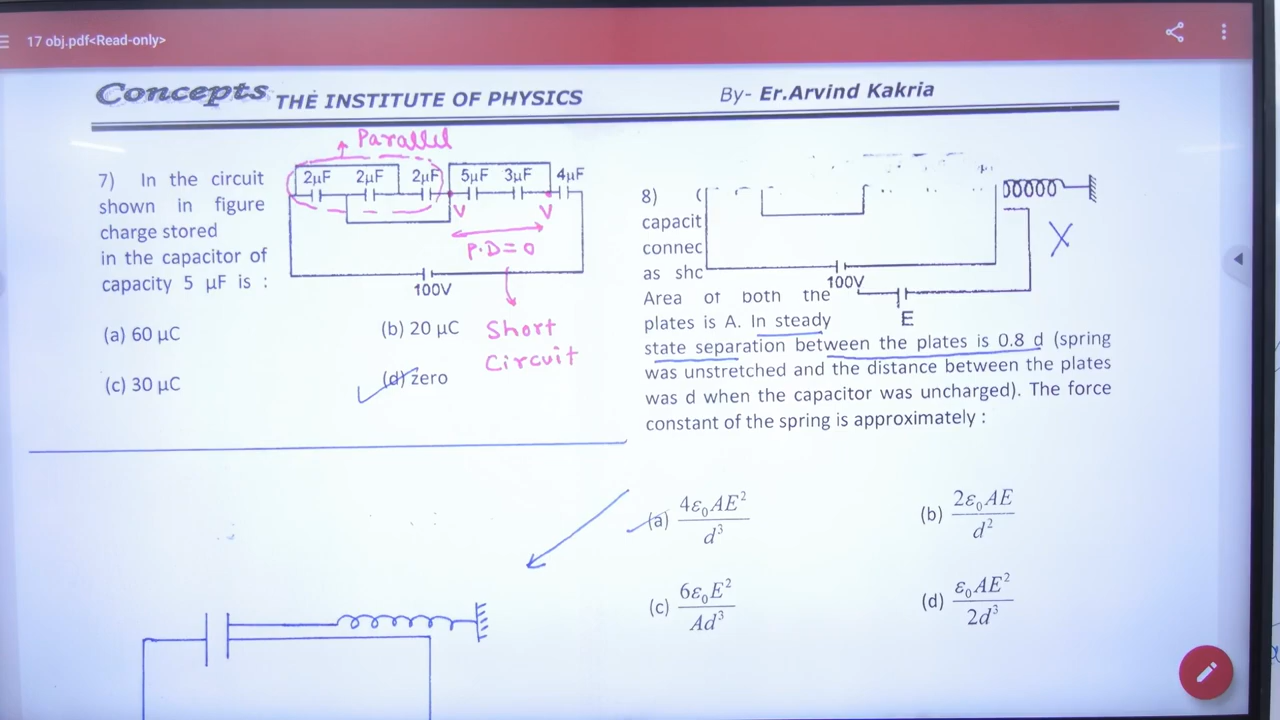 17 obj.pdf<Read-only>
Concepts THE INSTITUTE OF PHYSICS
By- Er.Arvind Kakria
Parallel
7) In the circuit
shown in figure
charge stored
in the capacitor of
capacity 5 μF is :
2μF 2μF 2μF 5μF 3μF 4μF
V V
P.D=0
100V
(a) 60 μC
(b) 20 μC
Short
Circuit
(c) 30 μC
(d) zero
8) (
capacit
connec
as shc
100V
X
E
Area of both the
plates is A. In steady
state separation between the plates is 0.8 d (spring
was unstretched and the distance between the plates
was d when the capacitor was uncharged). The force
constant of the spring is approximately :
(a) 4ε₀AE²/d³
(b) 2ε₀AE/d²
(c) 6ε₀E²/Ad³
(d) ε₀AE²/2d³